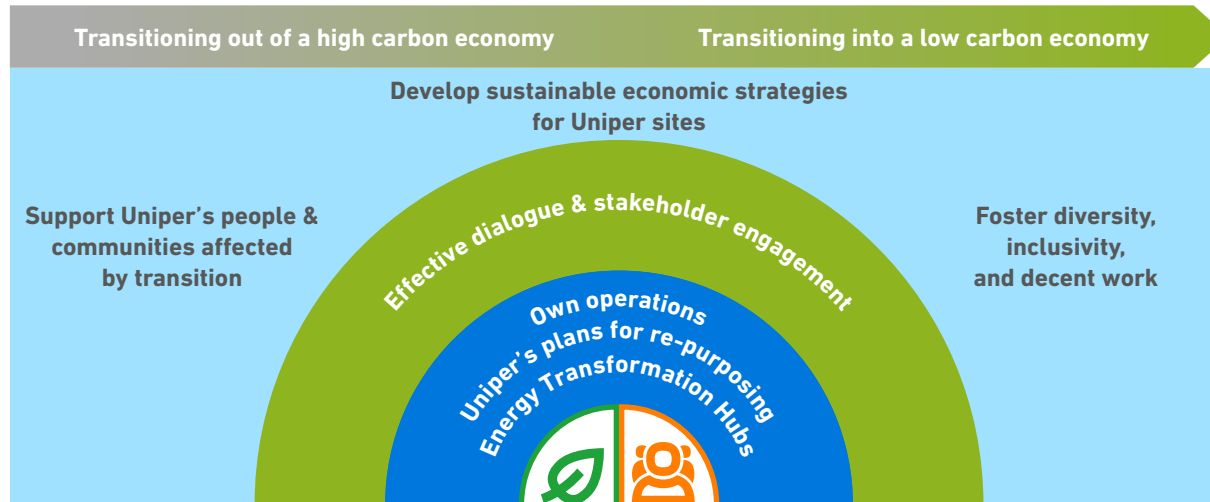 Transitioning out of a high carbon economy
Transitioning into a low carbon economy
Develop sustainable economic strategies
for Uniper sites
Support Uniper's people &
communities affected
by transition
Effective dialogue & stakeholder engagement
Foster diversity,
inclusivity,
and decent work
Own operations
Uniper's plans for re-purposing
Energy Transformation Hubs